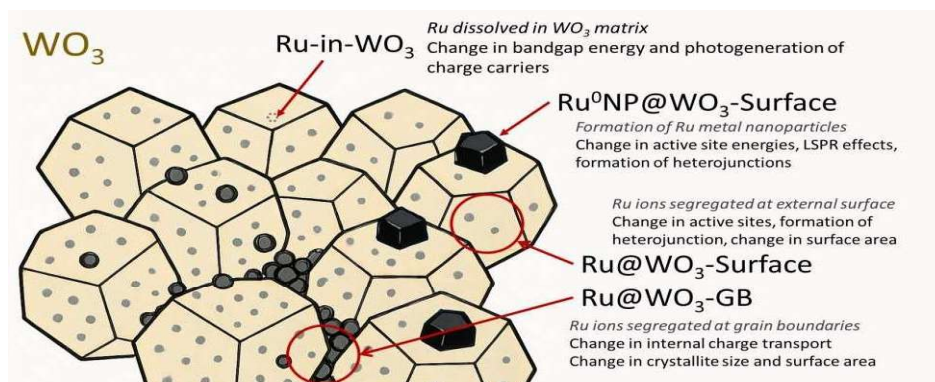 WO₃
Ru-in-WO₃
Ru dissolved in WO₃ matrix
Change in bandgap energy and photogeneration of
charge carriers
Ru⁰NP@WO₃-Surface
Formation of Ru metal nanoparticles
Change in active site energies, LSPR effects,
formation of heterojunctions
Ru ions segregated at external surface
Change in active sites, formation of
heterojunction, change in surface area
Ru@WO₃-Surface
Ru@WO₃-GB
Ru ions segregated at grain boundaries
Change in internal charge transport
Change in crystallite size and surface area